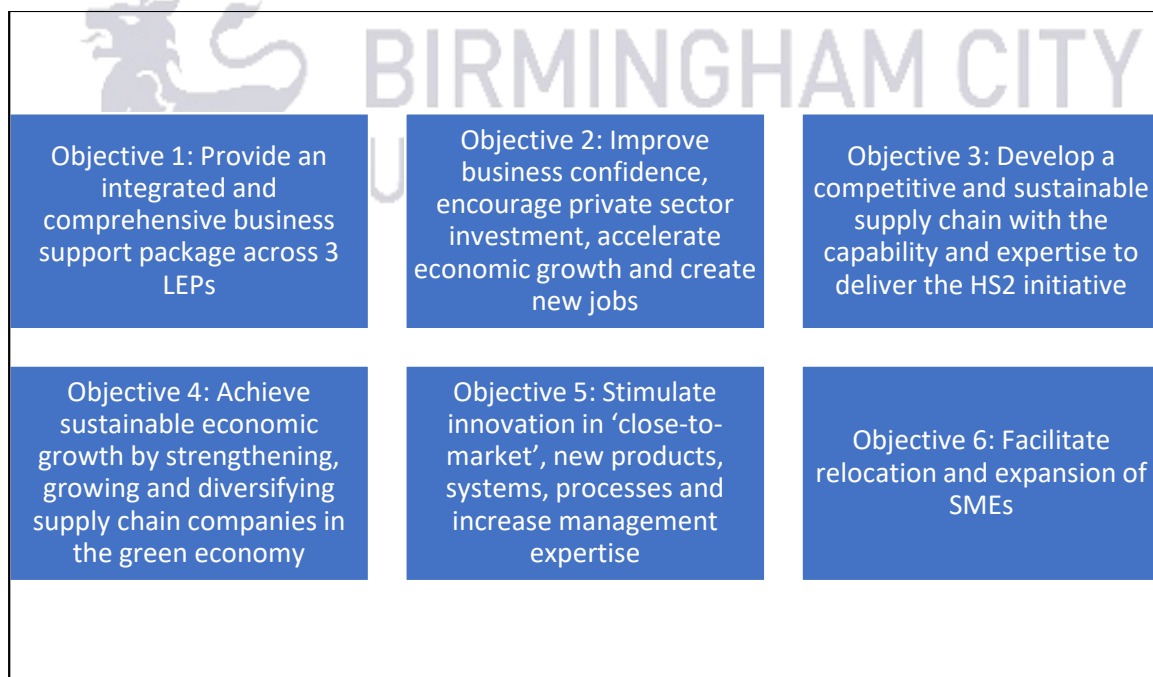 BIRMINGHAM CITY
U
Objective 1: Provide an
integrated and
comprehensive business
support package across 3
LEPs
Objective 2: Improve
business confidence,
encourage private sector
investment, accelerate
economic growth and create
new jobs
Objective 3: Develop a
competitive and sustainable
supply chain with the
capability and expertise to
deliver the HS2 initiative
Objective 4: Achieve
sustainable economic
growth by strengthening,
growing and diversifying
supply chain companies in
the green economy
Objective 5: Stimulate
innovation in ‘close-to-
market’, new products,
systems, processes and
increase management
expertise
Objective 6: Facilitate
relocation and expansion of
SMEs